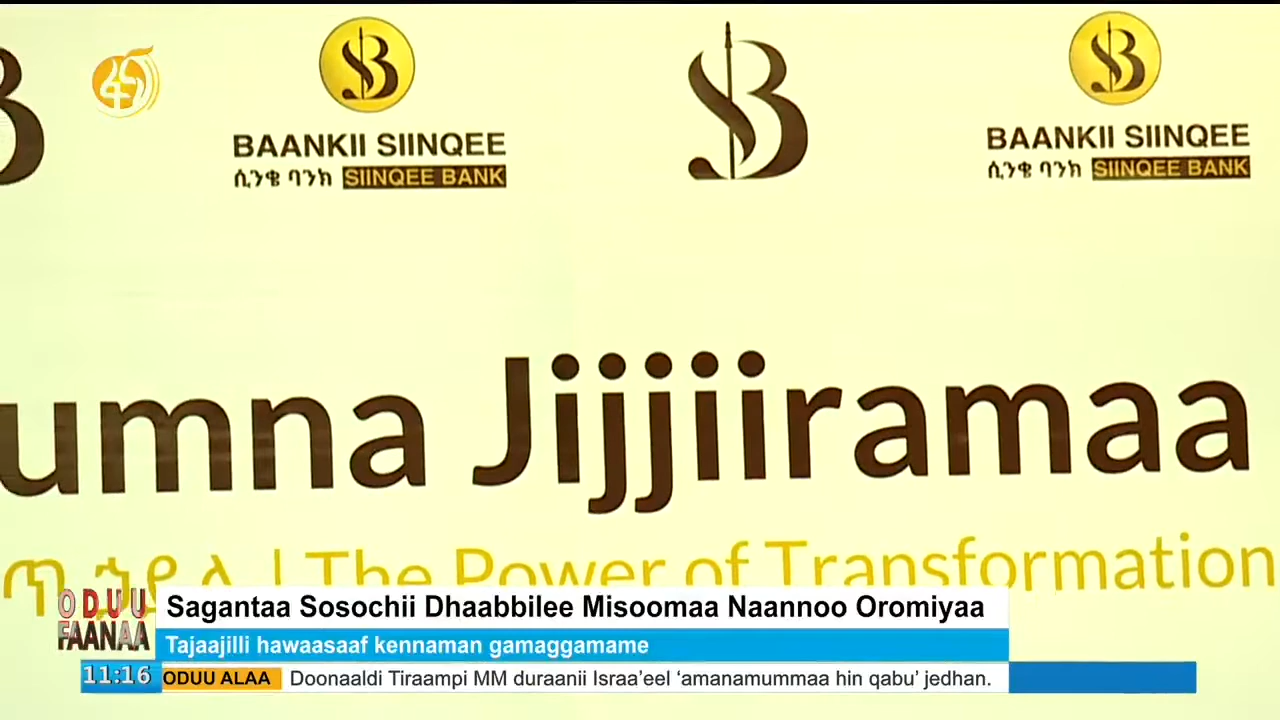 ፋና
BAANKII SIINQEE
ሲንቄ ባንክ SIINQEE BANK
BAANKII SIINQEE
ሲንቄ ባንክ SIINQEE BANK
umna Jijjiiramaa
| The Power of Transformation
ODUU
FAANAA
Sagantaa Sosochii Dhaabbilee Misoomaa Naannoo Oromiyaa
Tajaajilli hawaasaaf kennaman gamaggamame
11:16 ODUU ALAA Doonaaldi Tiraampi MM duraanii Israa’eel ‘amanamummaa hin qabu’ jedhan.